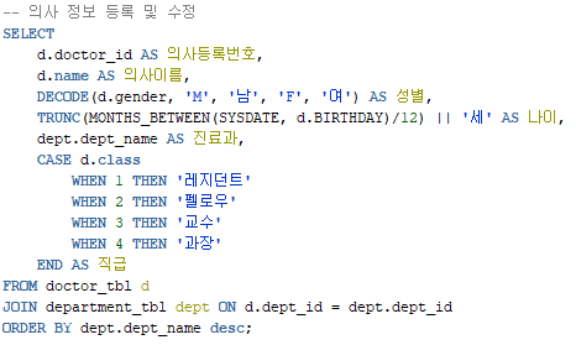 -- 의사 정보 등록 및 수정
SELECT
    d.doctor_id AS 의사등록번호,
    d.name AS 의사이름,
    DECODE(d.gender, 'M', '남', 'F', '여') AS 성별,
    TRUNC(MONTHS_BETWEEN(SYSDATE, d.BIRTHDAY)/12) || '세' AS 나이,
    dept.dept_name AS 진료과,
    CASE d.class
        WHEN 1 THEN '레지던트'
        WHEN 2 THEN '펠로우'
        WHEN 3 THEN '교수'
        WHEN 4 THEN '과장'
    END AS 직급
FROM doctor_tbl d
JOIN department_tbl dept ON d.dept_id = dept.dept_id
ORDER BY dept.dept_name desc;